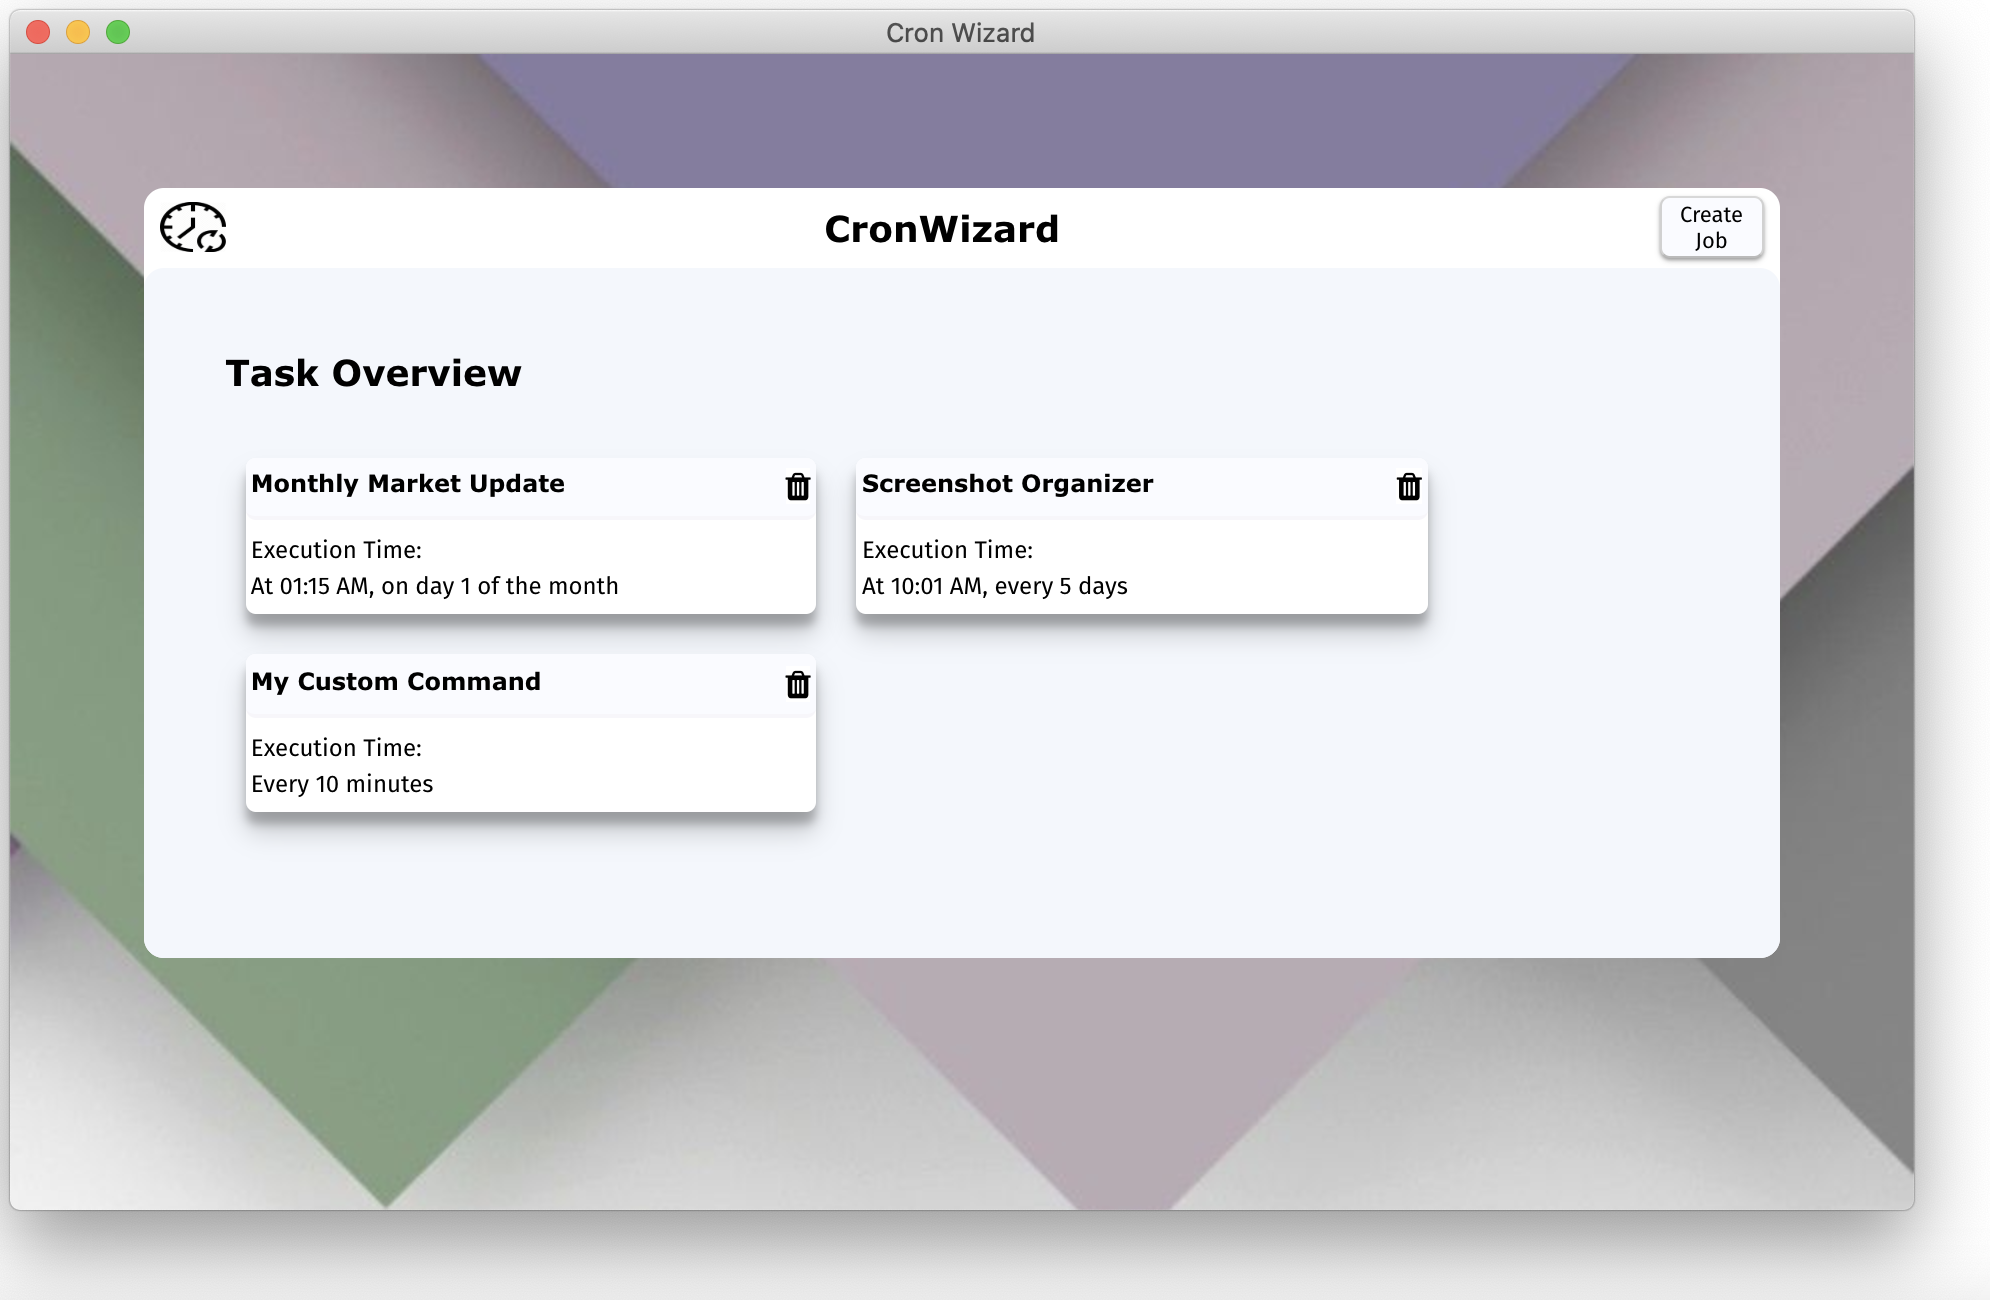 Cron Wizard
CronWizard
Create
Job
Task Overview
Monthly Market Update
Execution Time:
At 01:15 AM, on day 1 of the month
Screenshot Organizer
Execution Time:
At 10:01 AM, every 5 days
My Custom Command
Execution Time:
Every 10 minutes